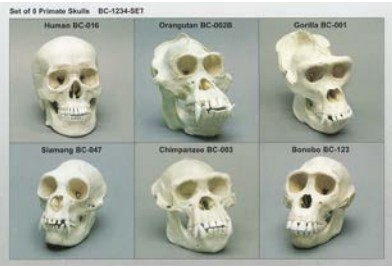 Set of 6 Primate Skulls BC-1234-SET
Human BC-016 Orangutan BC-002B Gorilla BC-001
Siamang BC-047 Chimpanzee BC-003 Bonobo BC-123